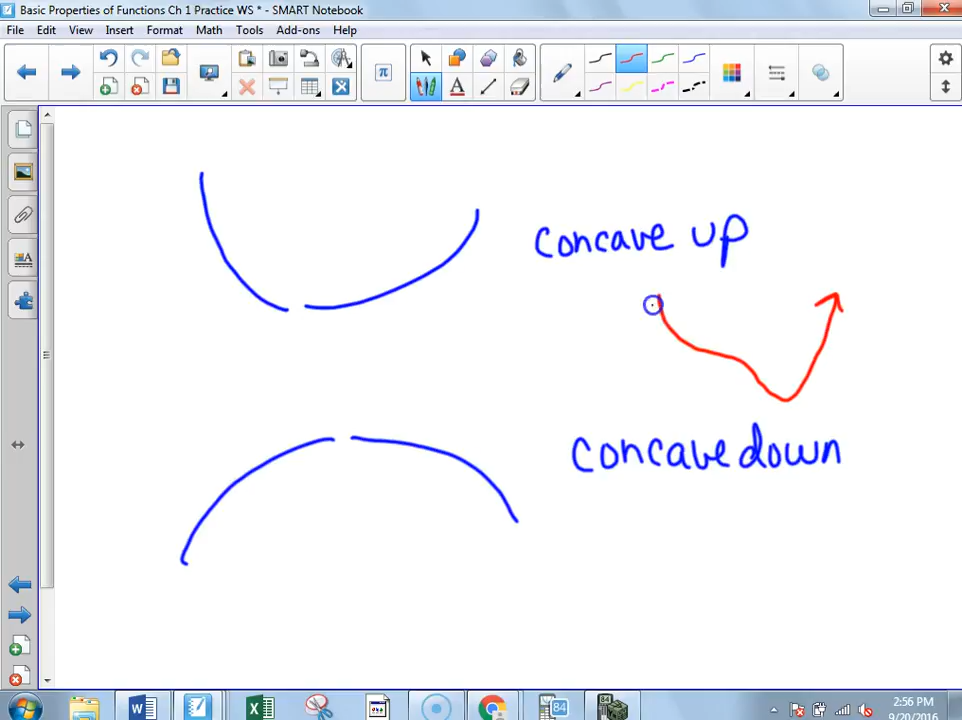 Basic Properties of Functions Ch 1 Practice WS * - SMART Notebook
File Edit View Insert Format Math Tools Add-ons Help
π
A
concave up
concave down
84
2:56 PM
9/20/2016